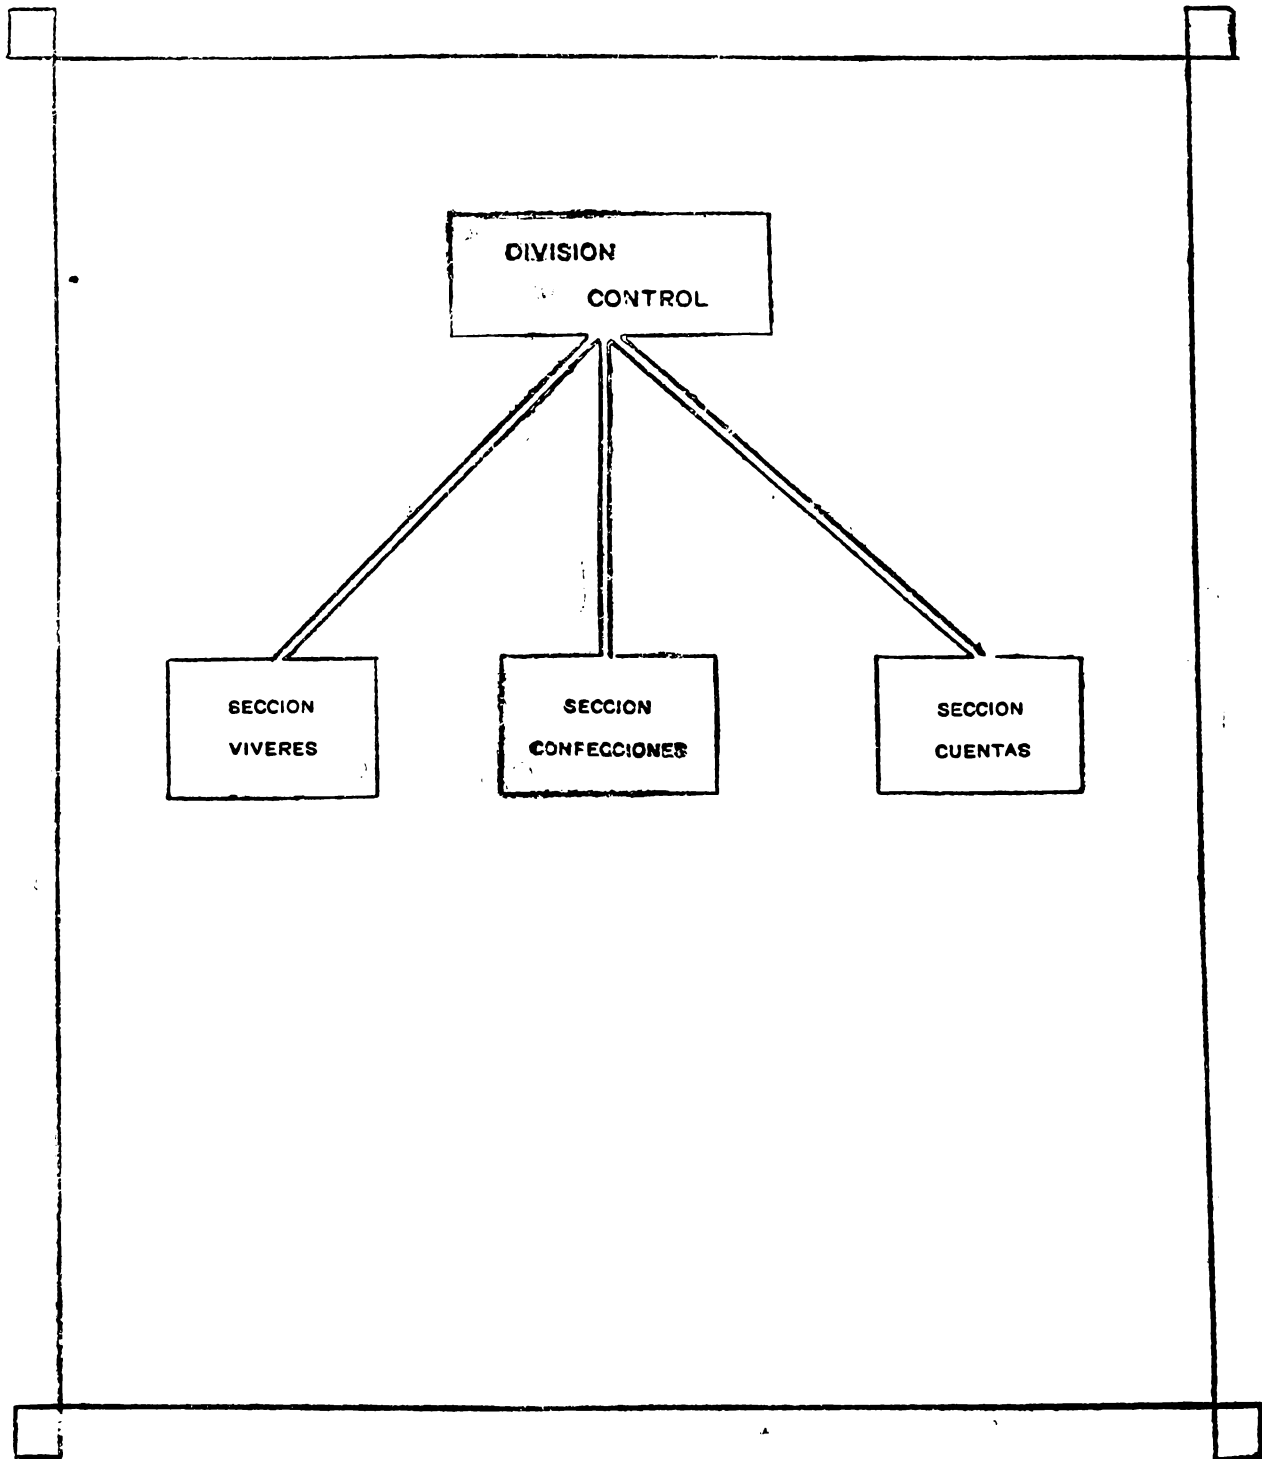 DIVISION
CONTROL
SECCION
VIVERES
SECCION
CONFECCIONES
SECCION
CUENTAS